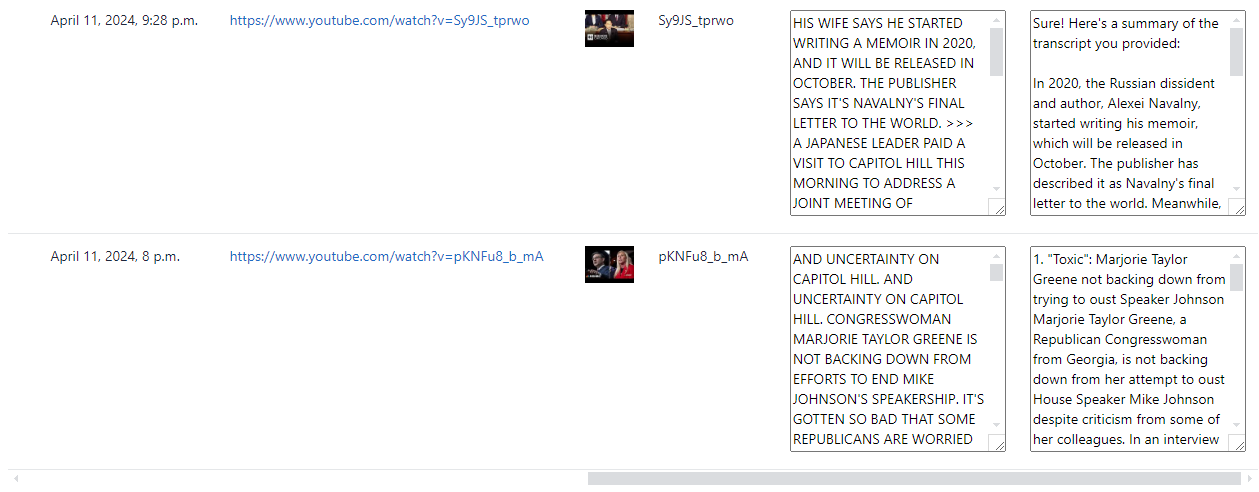 April 11, 2024, 9:28 p.m.
https://www.youtube.com/watch?v=Sy9JS_tprwo
Sy9JS_tprwo
HIS WIFE SAYS HE STARTED
WRITING A MEMOIR IN 2020,
AND IT WILL BE RELEASED IN
OCTOBER. THE PUBLISHER
SAYS IT'S NAVALNY'S FINAL
LETTER TO THE WORLD. >>>
A JAPANESE LEADER PAID A
VISIT TO CAPITOL HILL THIS
MORNING TO ADDRESS A
JOINT MEETING OF
Sure! Here's a summary of the
transcript you provided:
In 2020, the Russian dissident
and author, Alexei Navalny,
started writing his memoir,
which will be released in
October. The publisher has
described it as Navalny's final
letter to the world. Meanwhile,
April 11, 2024, 8 p.m.
https://www.youtube.com/watch?v=pKNFu8_b_mA
pKNFu8_b_mA
AND UNCERTAINTY ON
CAPITOL HILL. AND
UNCERTAINTY ON CAPITOL
HILL. CONGRESSWOMAN
MARJORIE TAYLOR GREENE IS
NOT BACKING DOWN FROM
EFFORTS TO END MIKE
JOHNSON'S SPEAKERSHIP. IT'S
GOTTEN SO BAD THAT SOME
REPUBLICANS ARE WORRIED
1. "Toxic": Marjorie Taylor
Greene not backing down from
trying to oust Speaker Johnson
Marjorie Taylor Greene, a
Republican Congresswoman
from Georgia, is not backing
down from her attempt to oust
House Speaker Mike Johnson
despite criticism from some of
her colleagues. In an interview